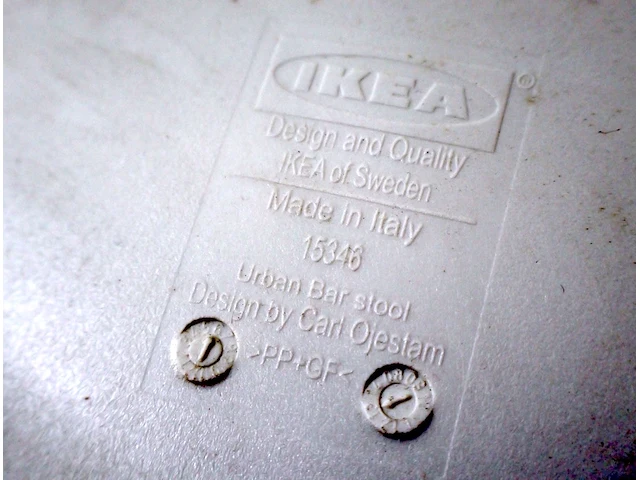 IKEA®
Design and Quality
IKEA of Sweden
Made in Italy
15346
Urban Bar stool
Design by Carl Ojestam
>PP+GF<